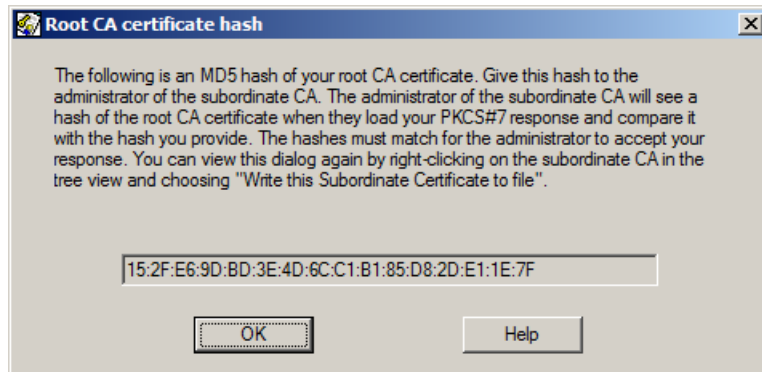 Root CA certificate hash
The following is an MD5 hash of your root CA certificate. Give this hash to the
administrator of the subordinate CA. The administrator of the subordinate CA will see a
hash of the root CA certificate when they load your PKCS#7 response and compare it
with the hash you provide. The hashes must match for the administrator to accept your
response. You can view this dialog again by right-clicking on the subordinate CA in the
tree view and choosing "Write this Subordinate Certificate to file".
15:2F:E6:9D:BD:3E:4D:6C:C1:B1:85:D8:2D:E1:1E:7F
OK
Help